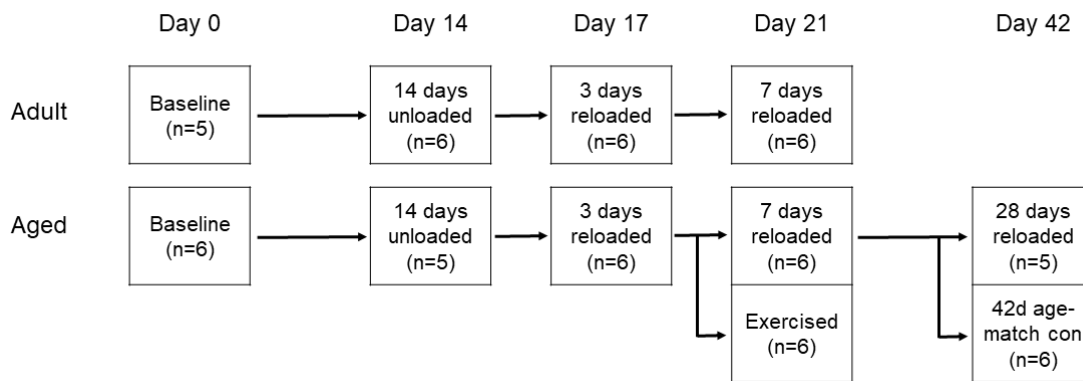 Day 0
Day 14
Day 17
Day 21
Day 42
Adult
Baseline
(n=5)
14 days
unloaded
(n=6)
3 days
reloaded
(n=6)
7 days
reloaded
(n=6)
Aged
Baseline
(n=6)
14 days
unloaded
(n=5)
3 days
reloaded
(n=6)
7 days
reloaded
(n=6)
28 days
reloaded
(n=5)
Exercised
(n=6)
42d age-
match con
(n=6)